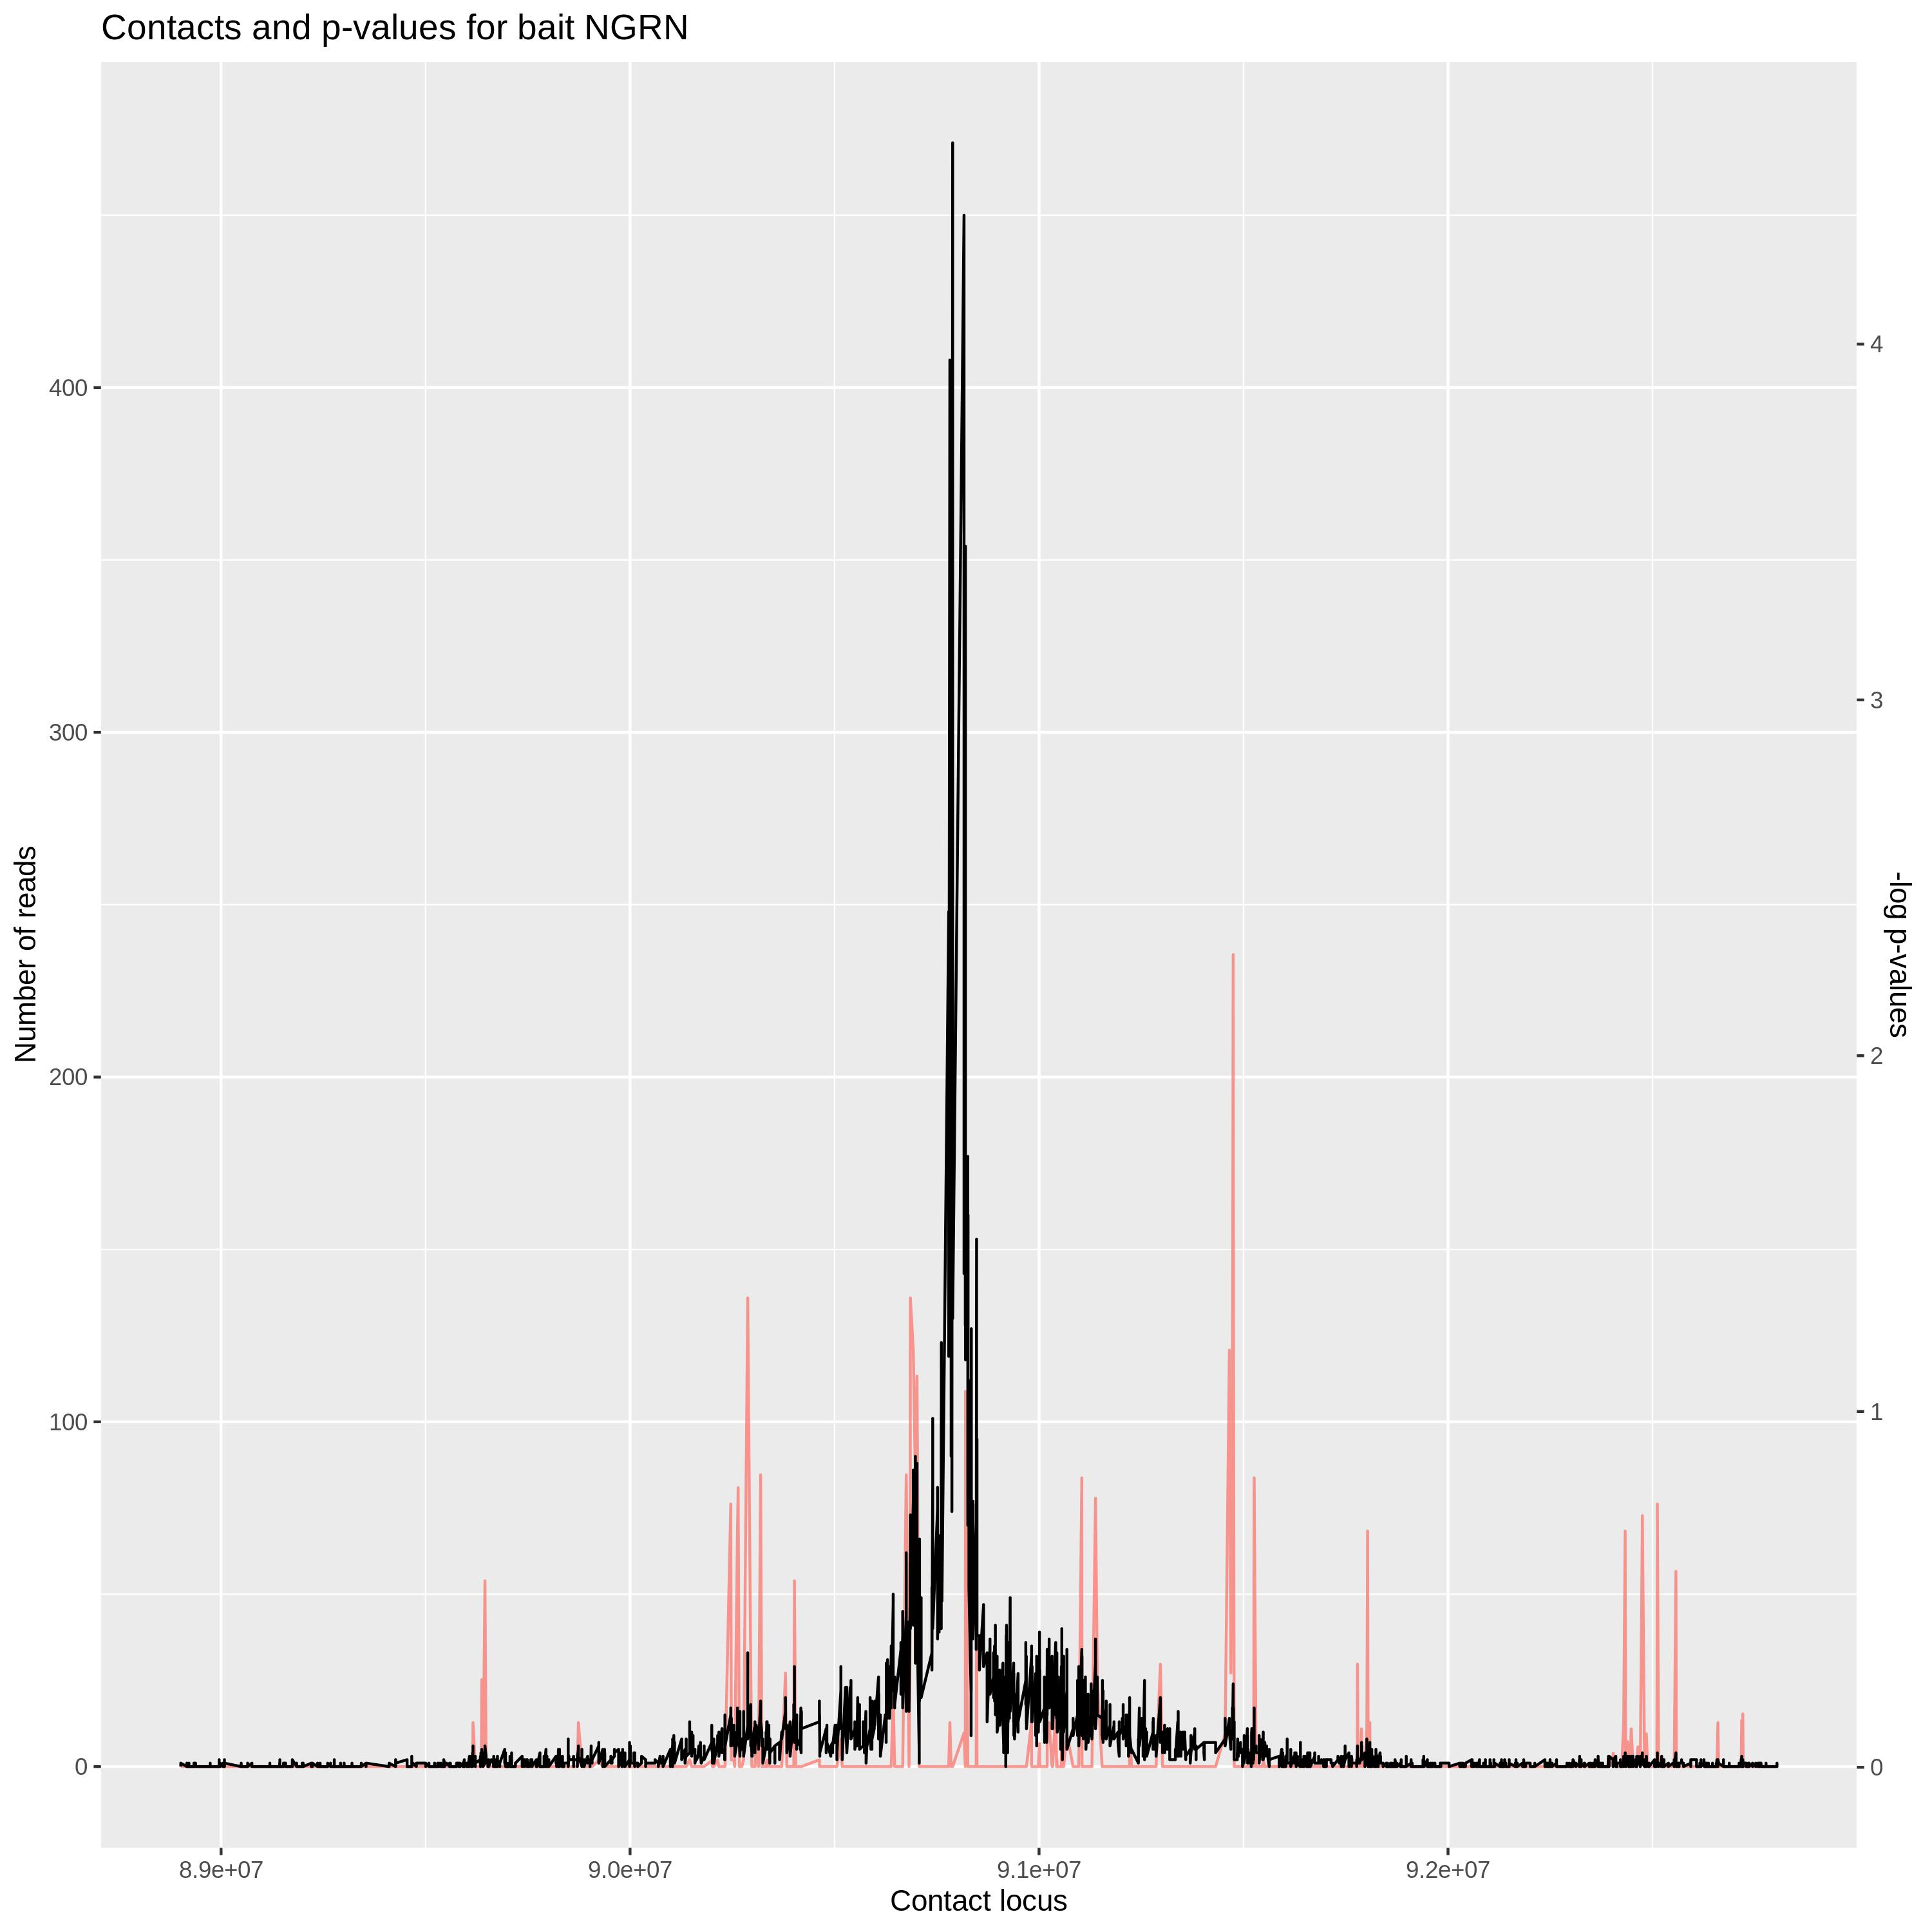 Contacts and p-values for bait NGRN
Number of reads
400
300
200
100
0
4
3
2
1
0
-log p-values
8.9e+07
9.0e+07
9.1e+07
9.2e+07
Contact locus